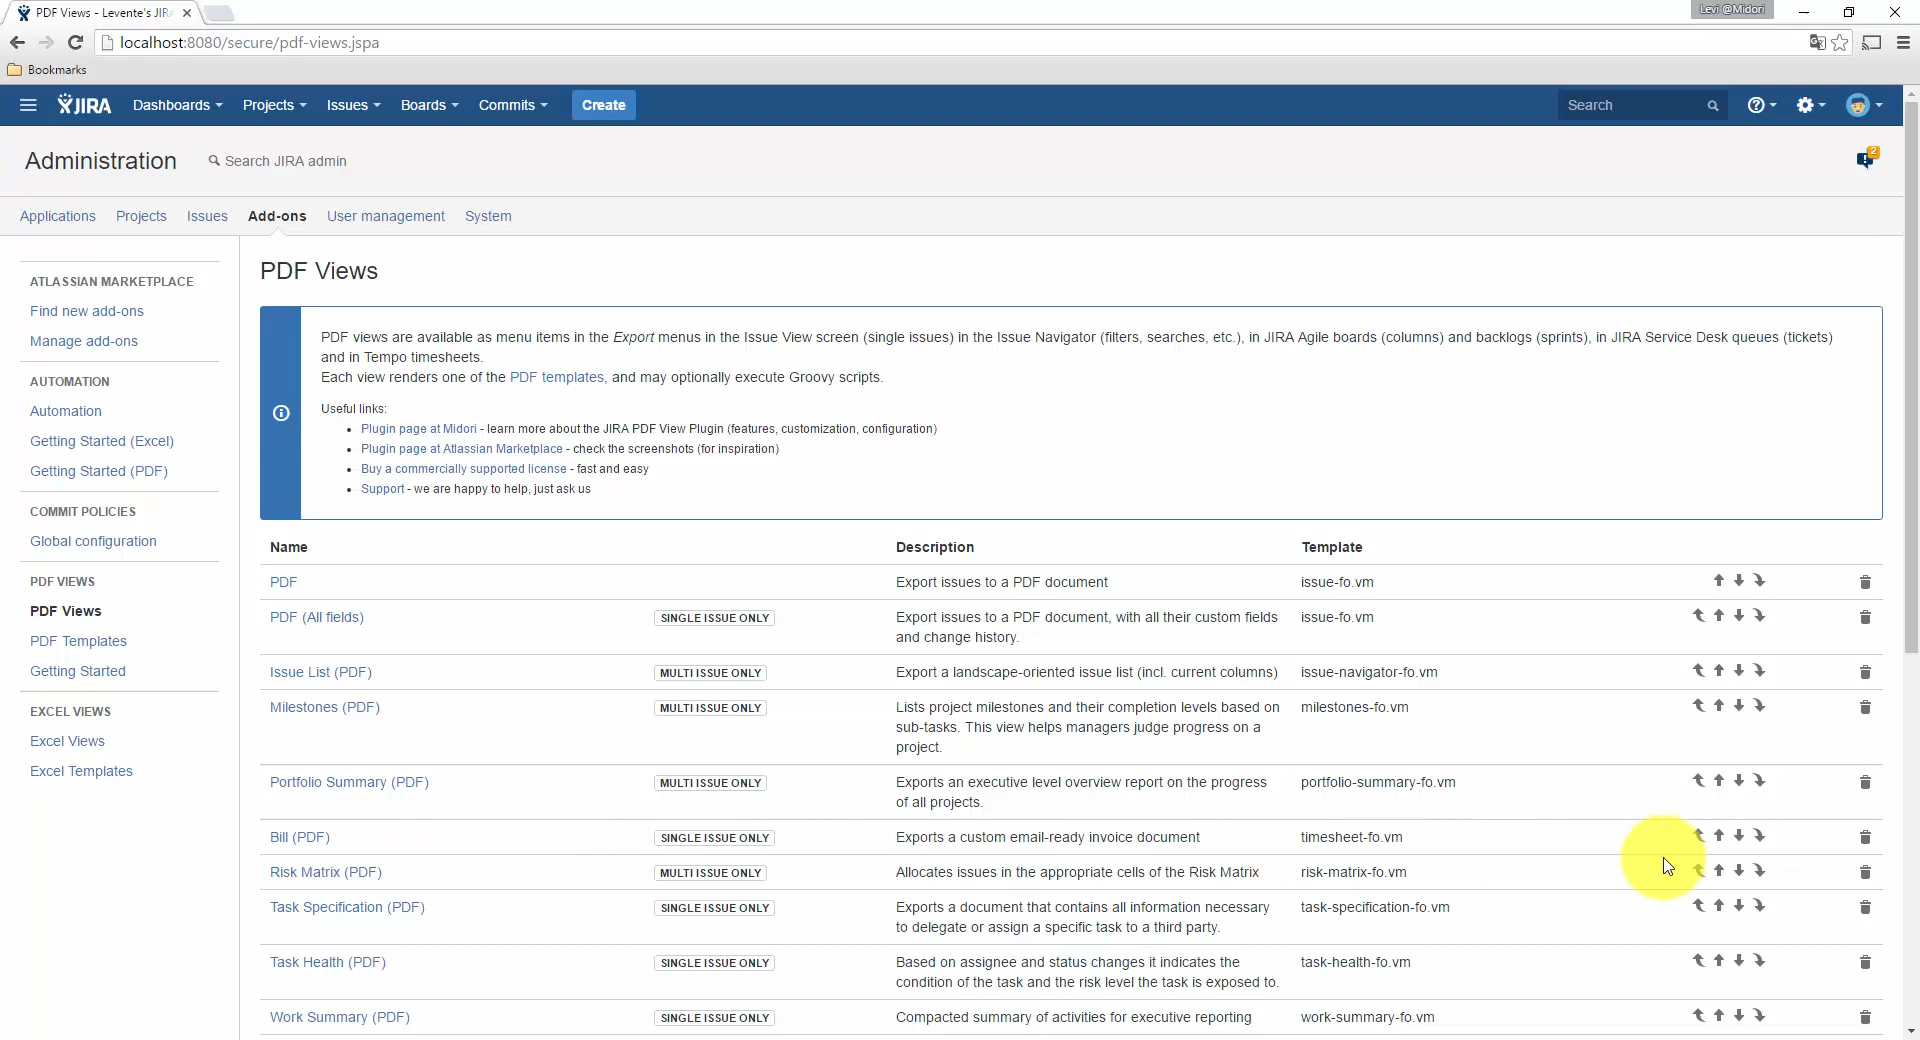 PDF Views - Levente's JIR
Levi @Midori
localhost:8080/secure/pdf-views.jspa
Bookmarks
JIRA Dashboards Projects Issues Boards Commits Create Search
Administration Search JIRA admin
2
Applications Projects Issues Add-ons User management System
ATLASSIAN MARKETPLACE
Find new add-ons
Manage add-ons
AUTOMATION
Automation
Getting Started (Excel)
Getting Started (PDF)
COMMIT POLICIES
Global configuration
PDF VIEWS
PDF Views
PDF Templates
Getting Started
EXCEL VIEWS
Excel Views
Excel Templates
PDF Views
PDF views are available as menu items in the Export menus in the Issue View screen (single issues) in the Issue Navigator (filters, searches, etc.), in JIRA Agile boards (columns) and backlogs (sprints), in JIRA Service Desk queues (tickets)
and in Tempo timesheets.
Each view renders one of the PDF templates, and may optionally execute Groovy scripts.
Useful links:
• Plugin page at Midori - learn more about the JIRA PDF View Plugin (features, customization, configuration)
• Plugin page at Atlassian Marketplace - check the screenshots (for inspiration)
• Buy a commercially supported license - fast and easy
• Support - we are happy to help, just ask us
Name Description Template
PDF Export issues to a PDF document issue-fo.vm
PDF (All fields) SINGLE ISSUE ONLY Export issues to a PDF document, with all their custom fields issue-fo.vm
and change history.
Issue List (PDF) MULTI ISSUE ONLY Export a landscape-oriented issue list (incl. current columns) issue-navigator-fo.vm
Milestones (PDF) MULTI ISSUE ONLY Lists project milestones and their completion levels based on milestones-fo.vm
sub-tasks. This view helps managers judge progress on a
project.
Portfolio Summary (PDF) MULTI ISSUE ONLY Exports an executive level overview report on the progress portfolio-summary-fo.vm
of all projects.
Bill (PDF) SINGLE ISSUE ONLY Exports a custom email-ready invoice document timesheet-fo.vm
Risk Matrix (PDF) MULTI ISSUE ONLY Allocates issues in the appropriate cells of the Risk Matrix risk-matrix-fo.vm
Task Specification (PDF) SINGLE ISSUE ONLY Exports a document that contains all information necessary task-specification-fo.vm
to delegate or assign a specific task to a third party.
Task Health (PDF) SINGLE ISSUE ONLY Based on assignee and status changes it indicates the task-health-fo.vm
condition of the task and the risk level the task is exposed to.
Work Summary (PDF) SINGLE ISSUE ONLY Compacted summary of activities for executive reporting work-summary-fo.vm